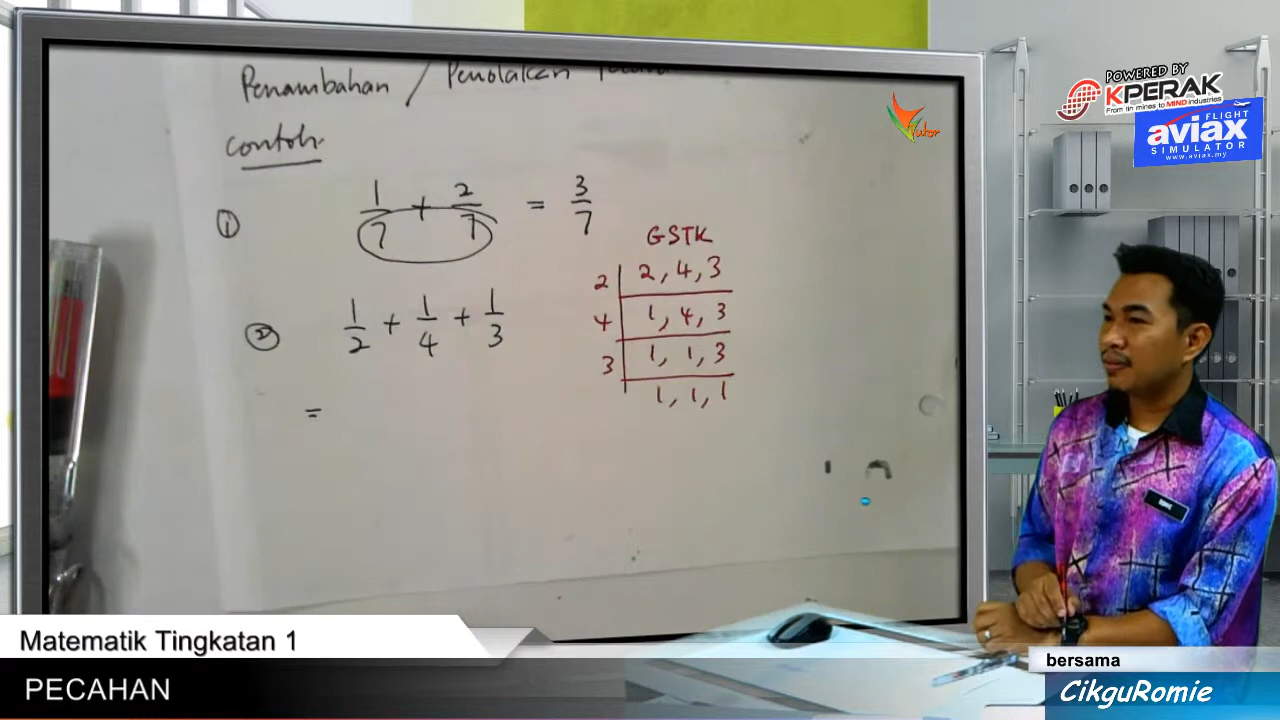 Penambahan / Penolakan
Contoh
① 1/7 + 2/7 = 3/7
② 1/2 + 1/4 + 1/3
=
GSTK
2 | 2, 4, 3
4 | 1, 4, 3
3 | 1, 1, 3
1, 1, 1
Tutor
POWERED BY
KPERAK
From tin mines to MIND industries
FLIGHT
aviax
SIMULATOR
www.aviax.my
Matematik Tingkatan 1
PECAHAN
bersama
CikguRomie